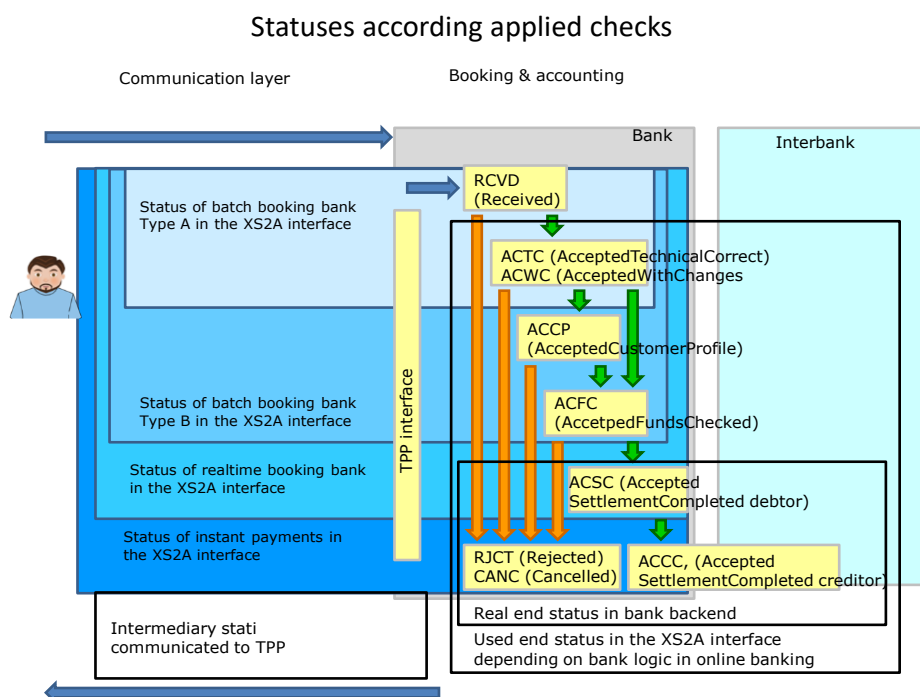 Statuses according applied checks
Communication layer
Booking & accounting
Bank
Interbank
RCVD
(Received)
Status of batch booking bank
Type A in the XS2A interface
ACTC (AcceptedTechnicalCorrect)
ACWC (AcceptedWithChanges
ACCP
(AcceptedCustomerProfile)
TPP interface
Status of batch booking bank
Type B in the XS2A interface
ACFC
(AccetpedFundsChecked)
Status of realtime booking bank
in the XS2A interface
ACSC (Accepted
SettlementCompleted debtor)
Status of instant payments in
the XS2A interface
RJCT (Rejected)
CANC (Cancelled)
ACCC, (Accepted
SettlementCompleted creditor)
Real end status in bank backend
Intermediary stati
communicated to TPP
Used end status in the XS2A interface
depending on bank logic in online banking